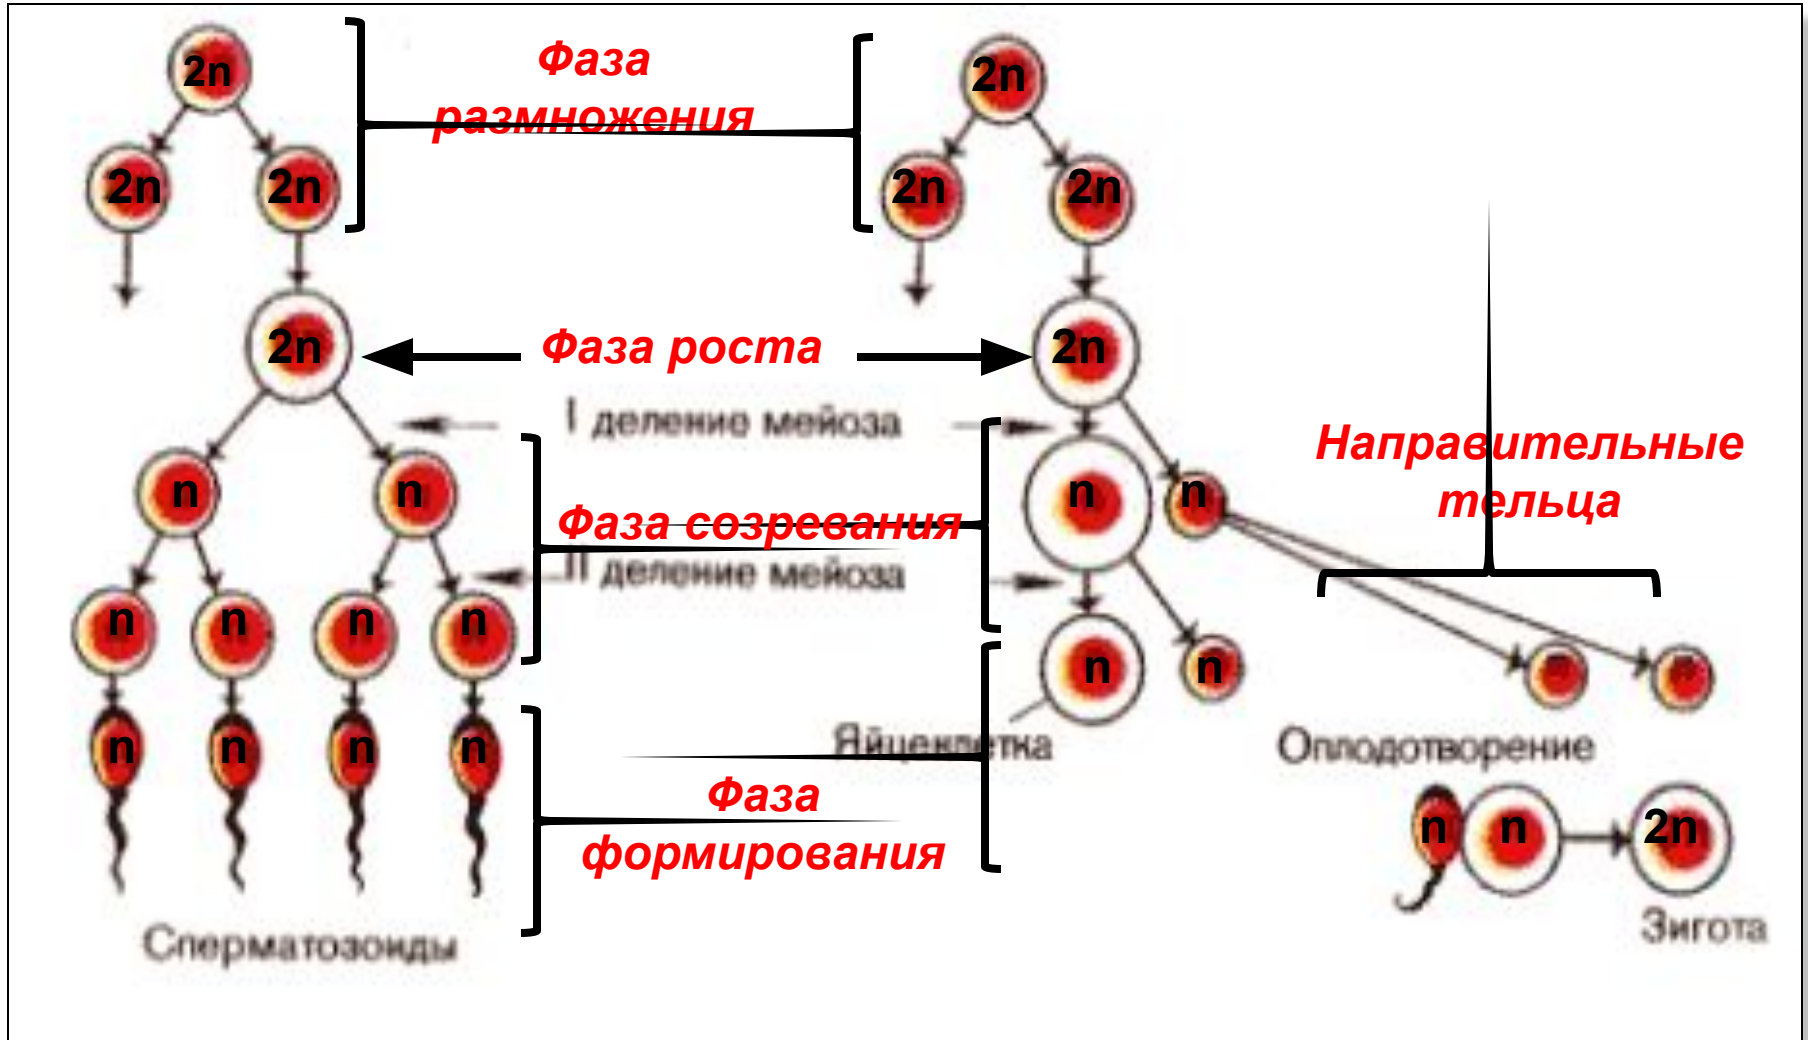 2n
2n
2n 2n
2n 2n
Фаза
размножения
2n
2n
Фаза роста
I деление мейоза
n
n
n
n
Направительные
тельца
Фаза созревания
II деление мейоза
n
n
n
n
n
n
Яйцеклетка
Оплодотворение
n
n
n
n
Фаза
формирования
n
n
2n
Сперматозоиды
Зигота